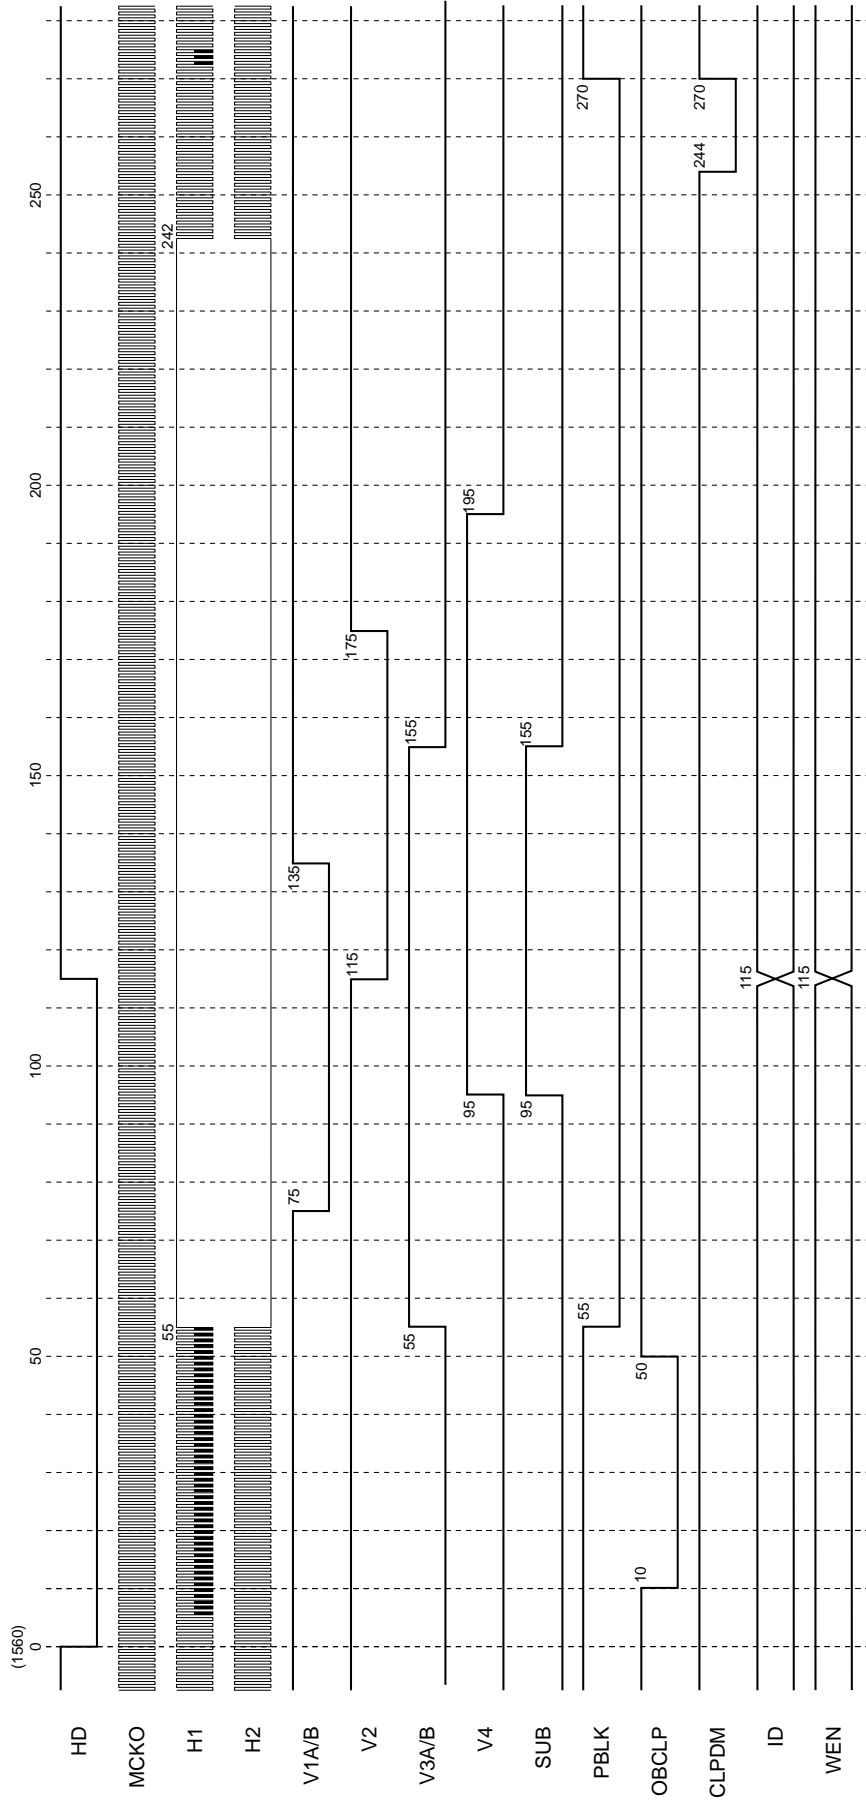 (1560)
0
50
100
150
200
250
HD
MCKO
H1
55
242
H2
V1A/B
75
135
V2
115
175
V3A/B
55
155
V4
95
195
SUB
95
155
PBLK
55
270
OBCLP
10
50
CLPDM
244
270
ID
115
WEN
115